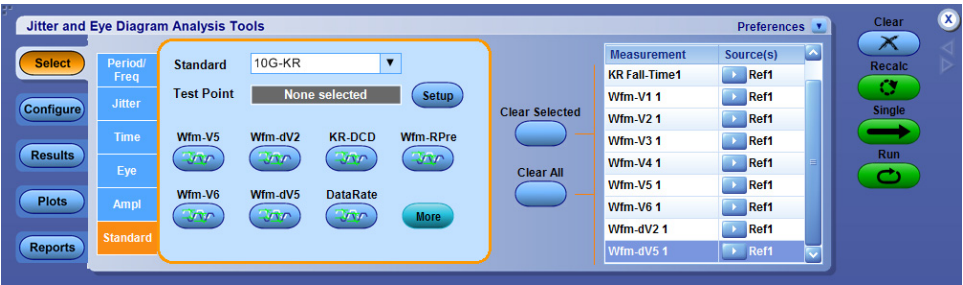 Jitter and Eye Diagram Analysis Tools
Preferences
Clear
X
Select
Configure
Results
Plots
Reports
Period/
Freq
Jitter
Time
Eye
Ampl
Standard
Standard
10G-KR
Test Point
None selected
Setup
Wfm-V5
Wfm-dV2
KR-DCD
Wfm-RPre
Wfm-V6
Wfm-dV5
DataRate
More
Clear Selected
Clear All
Measurement Source(s)
KR Fall-Time1 Ref1
Wfm-V1 1 Ref1
Wfm-V2 1 Ref1
Wfm-V3 1 Ref1
Wfm-V4 1 Ref1
Wfm-V5 1 Ref1
Wfm-V6 1 Ref1
Wfm-dV2 1 Ref1
Wfm-dV5 1 Ref1
Recalc
Single
Run